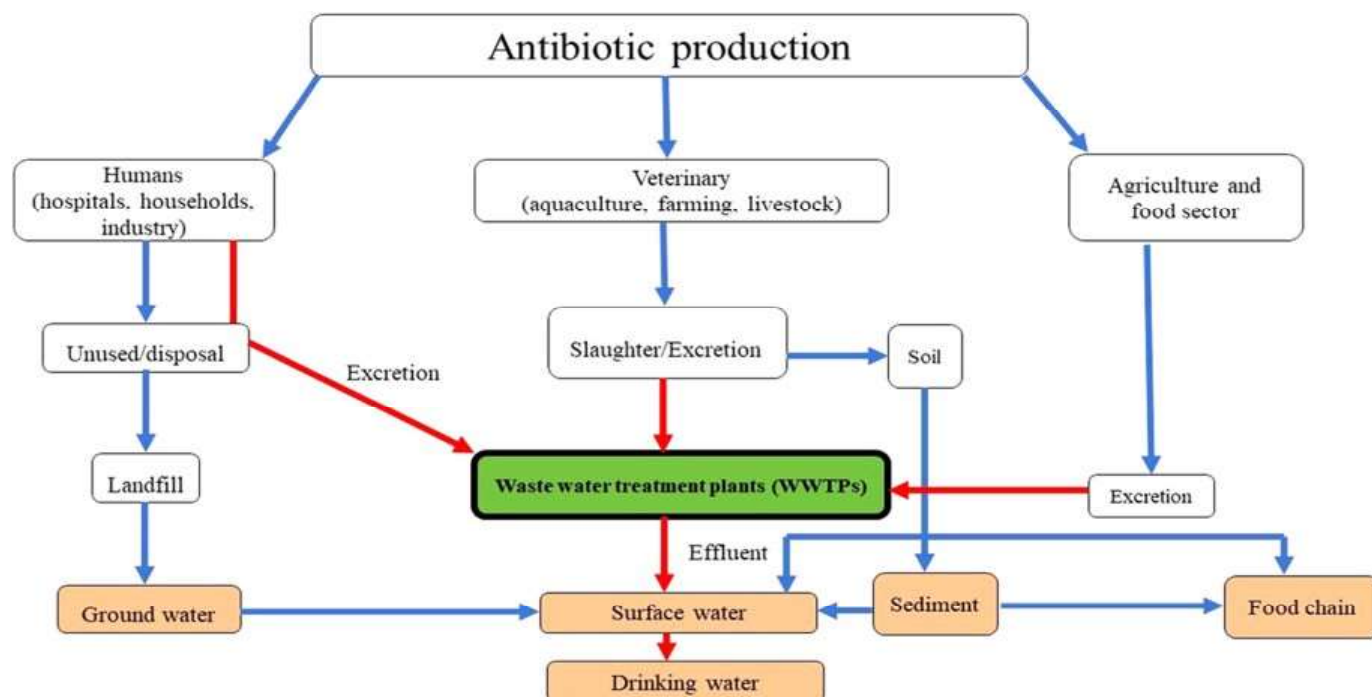 Antibiotic production
Humans
(hospitals, households,
industry)
Veterinary
(aquaculture, farming, livestock)
Agriculture and
food sector
Unused/disposal
Excretion
Slaughter/Excretion
Soil
Landfill
Waste water treatment plants (WWTPs)
Excretion
Effluent
Ground water
Surface water
Sediment
Food chain
Drinking water